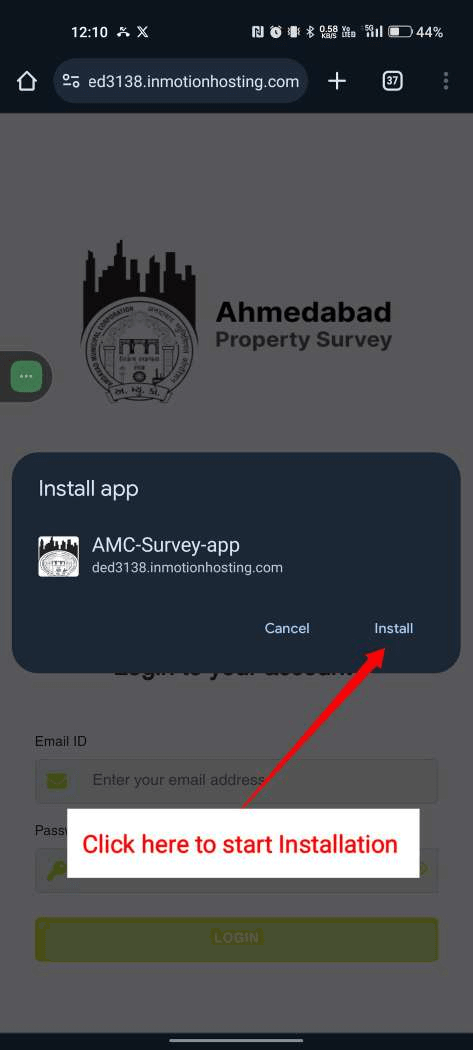 12:10
0.58 KB/S
Vo LTE
5G
44%
ed3138.inmotionhosting.com
37
Ahmedabad
Property Survey
AHMEDABAD MUNICIPAL CORPORATION
Install app
AMC-Survey-app
ded3138.inmotionhosting.com
Cancel
Install
Login to your account
Email ID
Enter your email address
Passw
Click here to start Installation
LOGIN